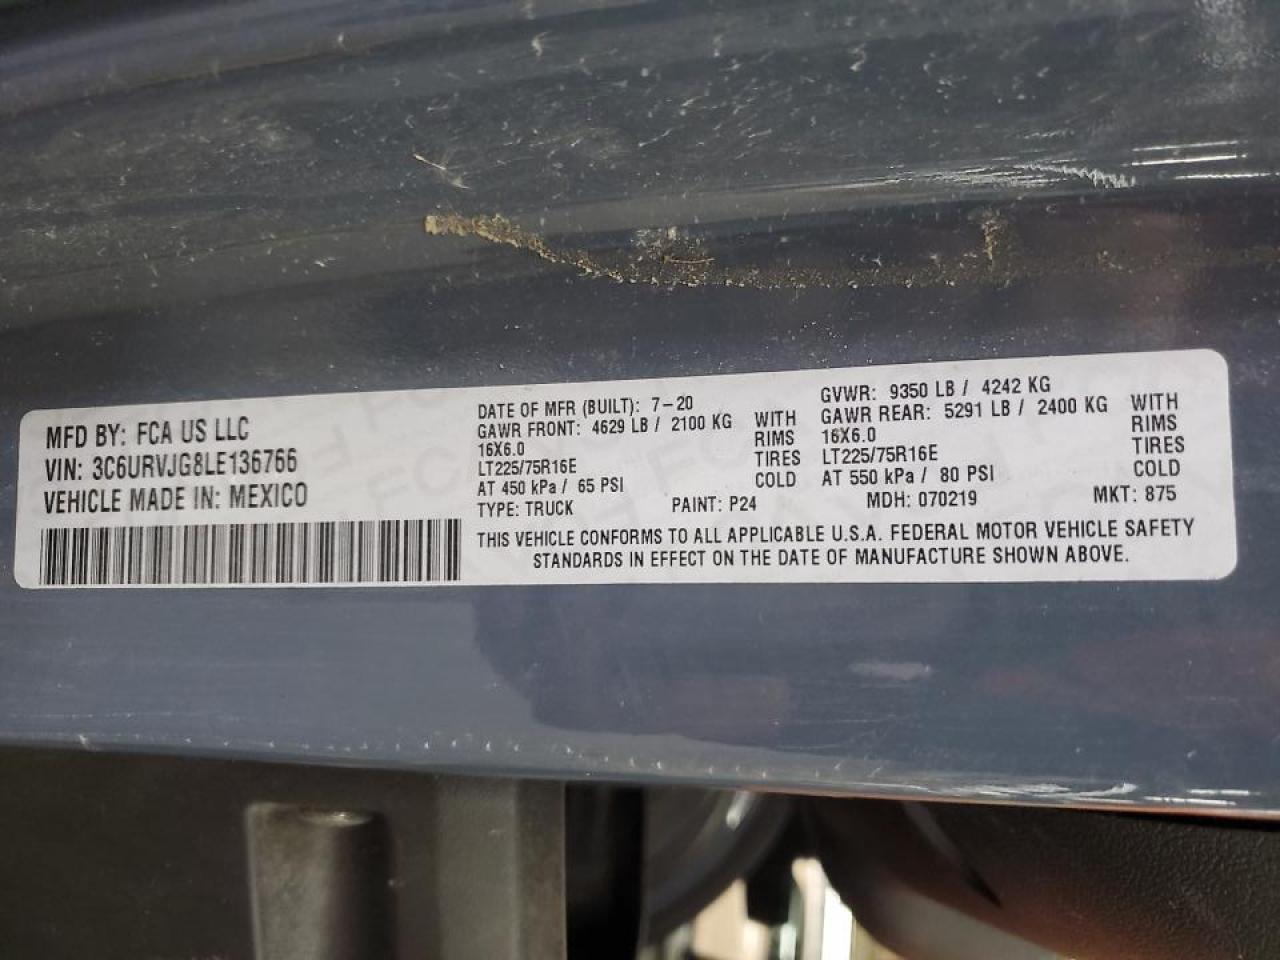 MFD BY: FCA US LLC
VIN: 3C6URVJG8LE136766
VEHICLE MADE IN: MEXICO
DATE OF MFR (BUILT): 7-20
GAWR FRONT: 4629 LB / 2100 KG WITH
16X6.0 RIMS
LT225/75R16E TIRES
AT 450 kPa / 65 PSI COLD
TYPE: TRUCK PAINT: P24
GVWR: 9350 LB / 4242 KG
GAWR REAR: 5291 LB / 2400 KG WITH
16X6.0 RIMS
LT225/75R16E TIRES
AT 550 kPa / 80 PSI COLD
MDH: 070219 MKT: 875
THIS VEHICLE CONFORMS TO ALL APPLICABLE U.S.A. FEDERAL MOTOR VEHICLE SAFETY
STANDARDS IN EFFECT ON THE DATE OF MANUFACTURE SHOWN ABOVE.